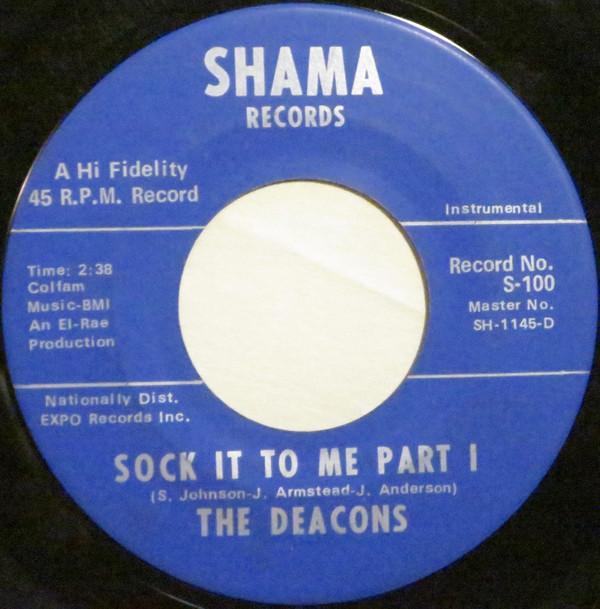 SHAMA
RECORDS
A Hi Fidelity
45 R.P.M. Record
Instrumental
Time: 2:38
Colfam
Music-BMI
An El-Rae
Production
Record No.
S-100
Master No.
SH-1145-D
Nationally Dist.
EXPO Records Inc.
SOCK IT TO ME PART I
(S. Johnson-J. Armstead-J. Anderson)
THE DEACONS